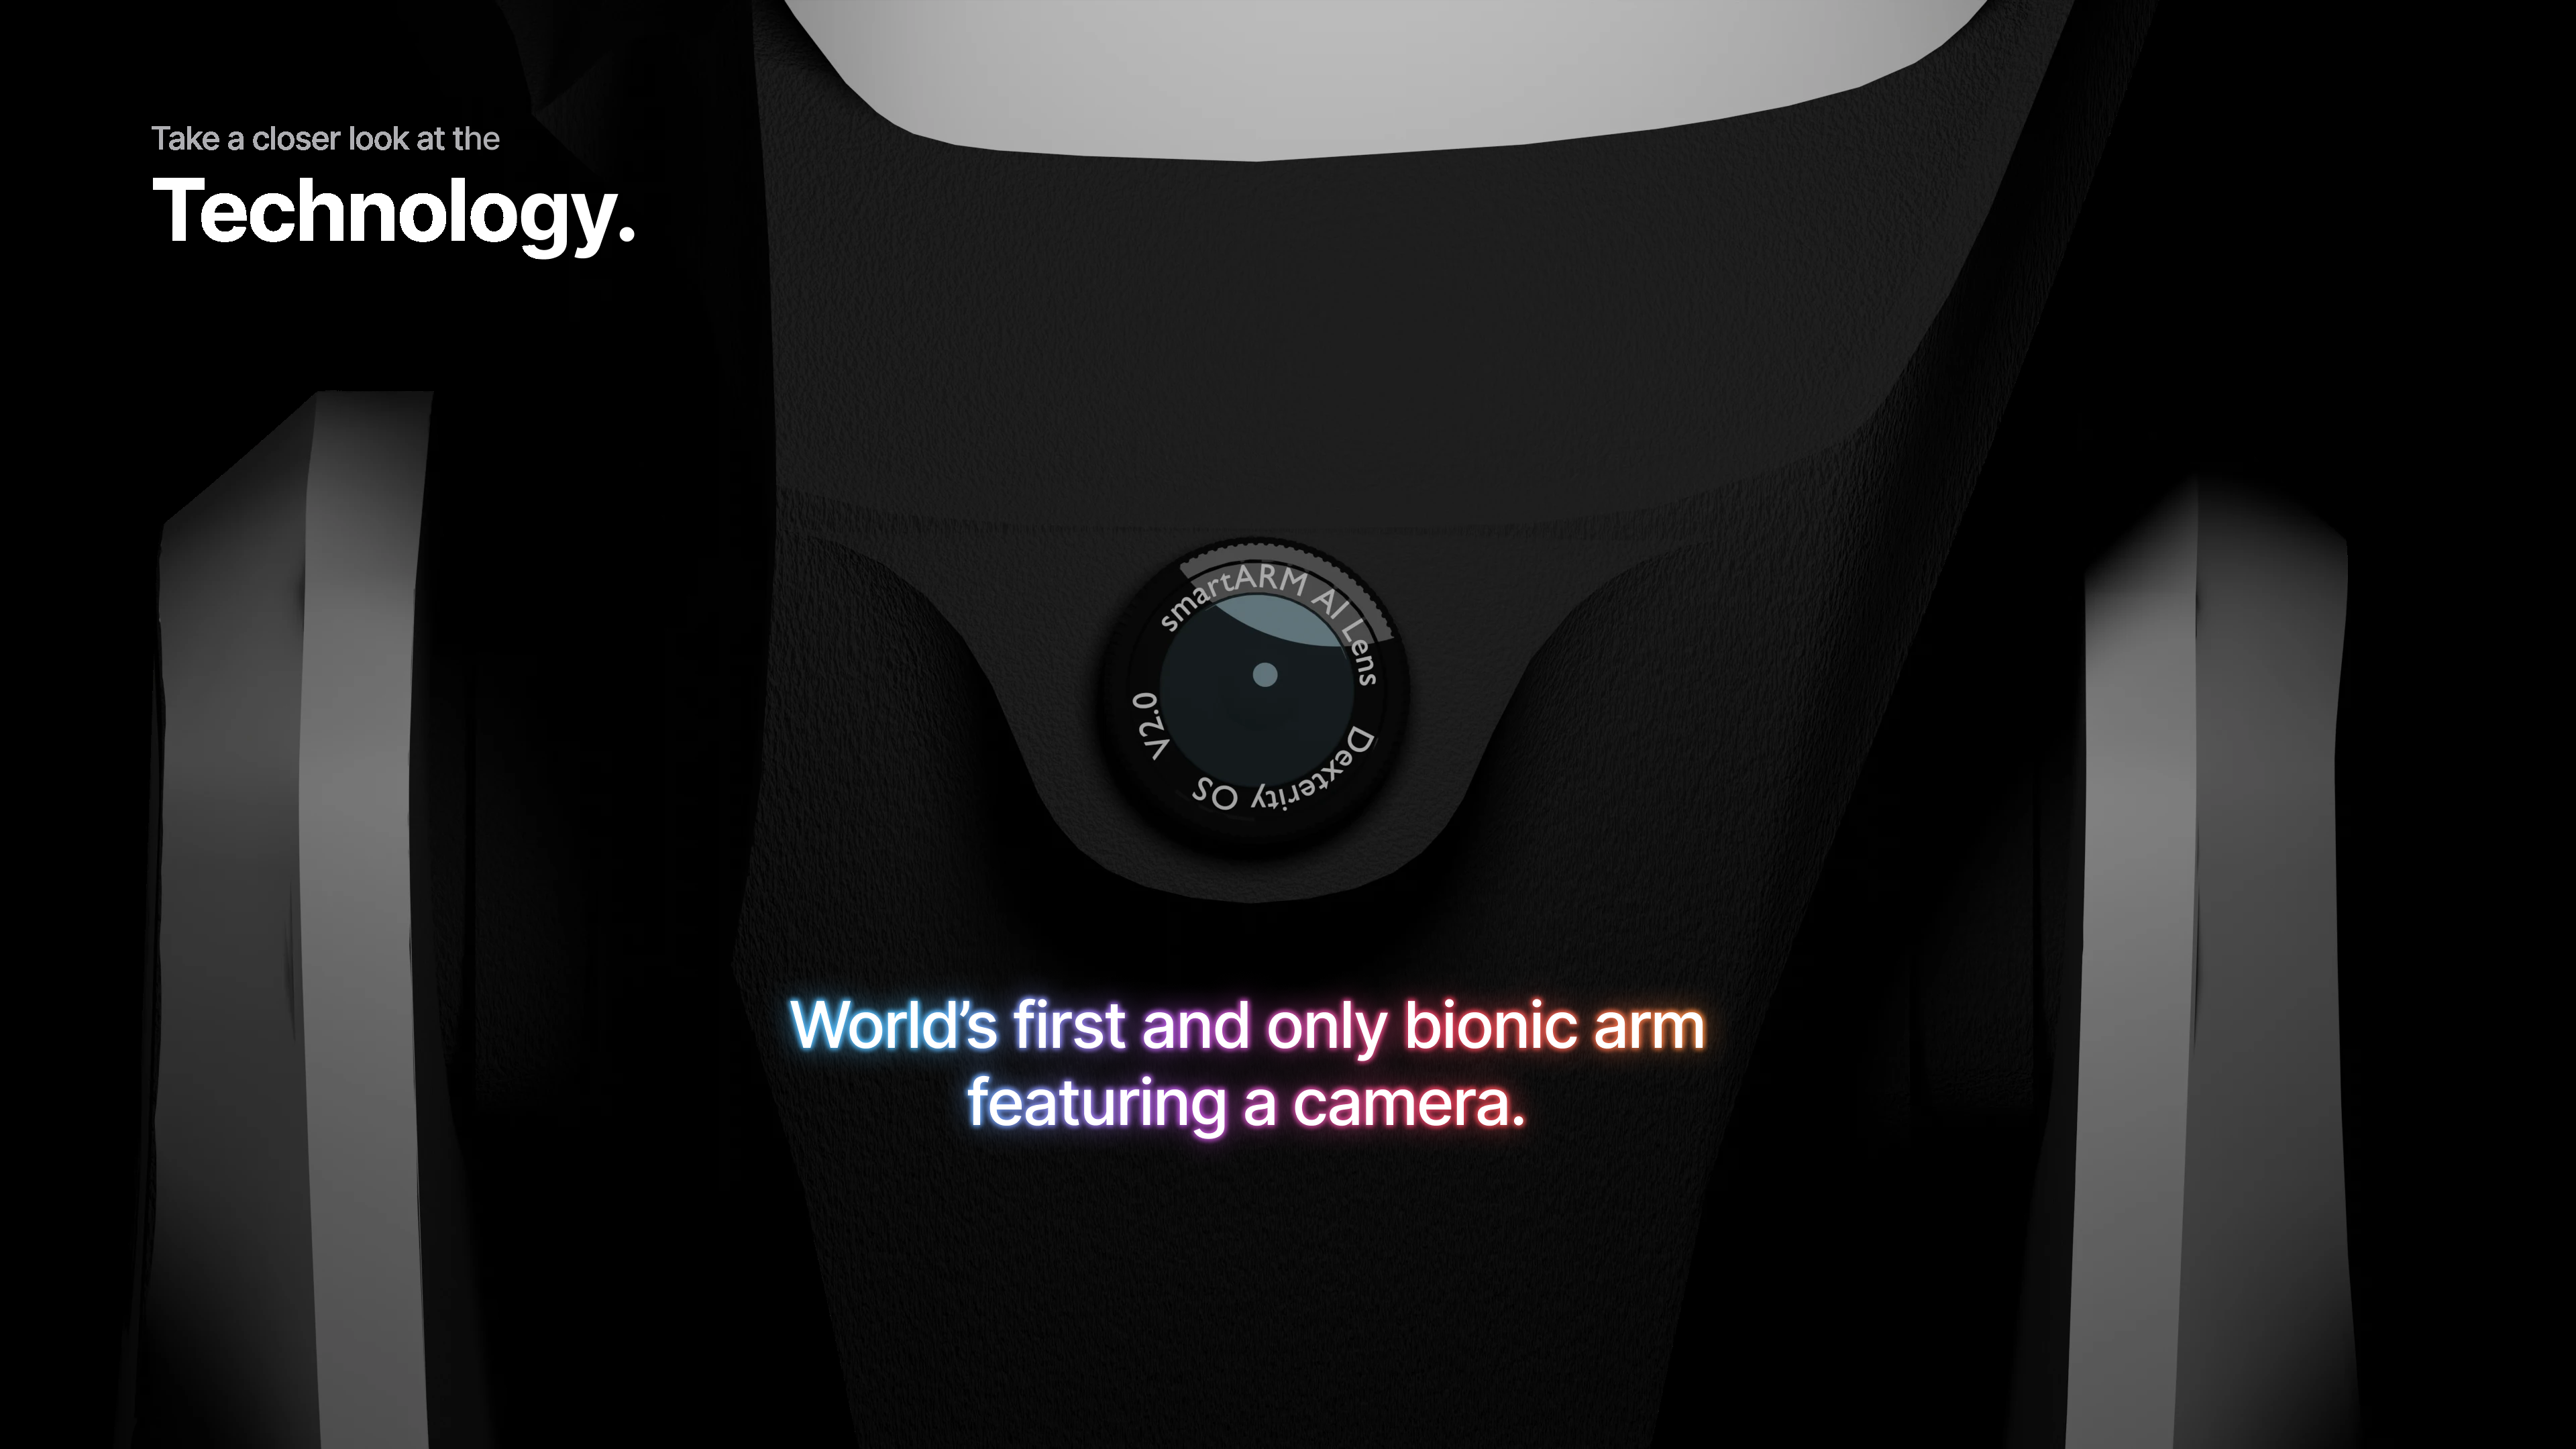 Take a closer look at the
Technology.
smartARM AI Lens
Dexterity OS
V2.0
World’s first and only bionic arm
featuring a camera.